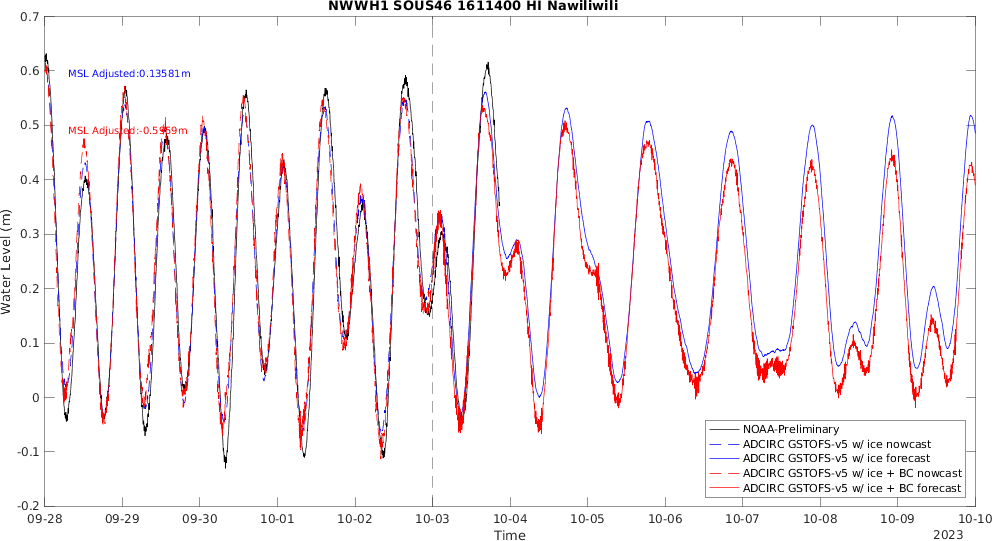 NWWH1 SOUS46 1611400 HI Nawiliwili
0.7
0.6
0.5
0.4
0.3
0.2
0.1
0
-0.1
-0.2
Water Level (m)
MSL Adjusted:0.13581m
MSL Adjusted:-0.5959m
NOAA-Preliminary
ADCIRC GSTOFS-v5 w/ ice nowcast
ADCIRC GSTOFS-v5 w/ ice forecast
ADCIRC GSTOFS-v5 w/ ice + BC nowcast
ADCIRC GSTOFS-v5 w/ ice + BC forecast
09-28 09-29 09-30 10-01 10-02 10-03 10-04 10-05 10-06 10-07 10-08 10-09 10-10
Time
2023